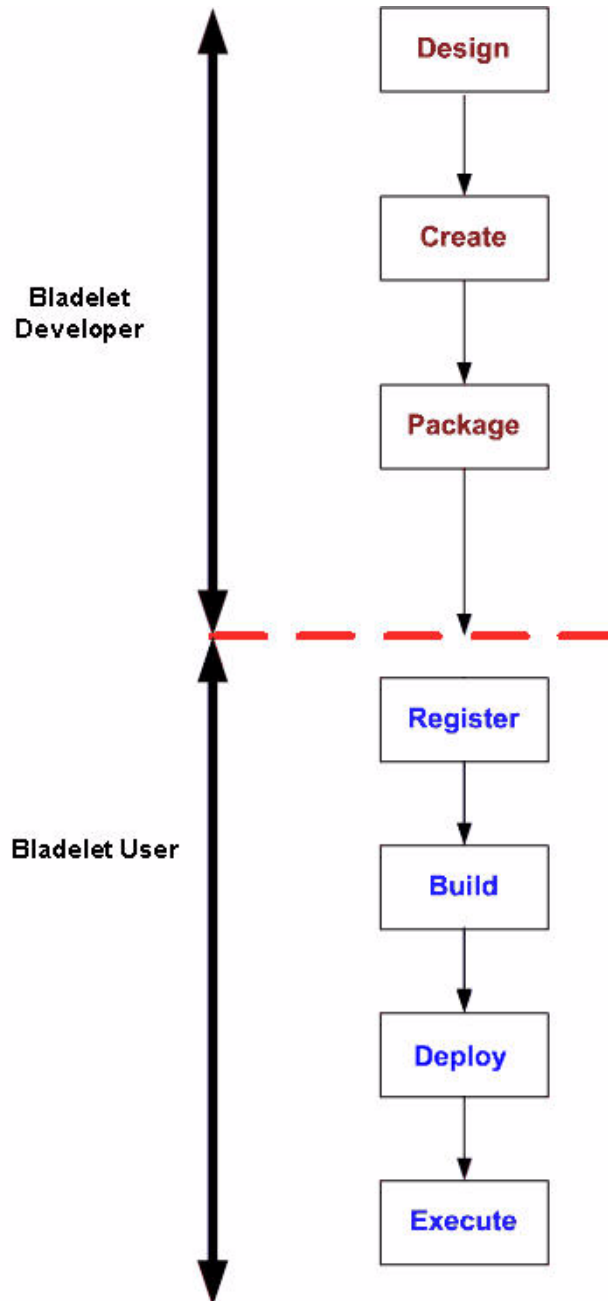 Design
Create
Bladelet
Developer
Package
Register
Bladelet User
Build
Deploy
Execute